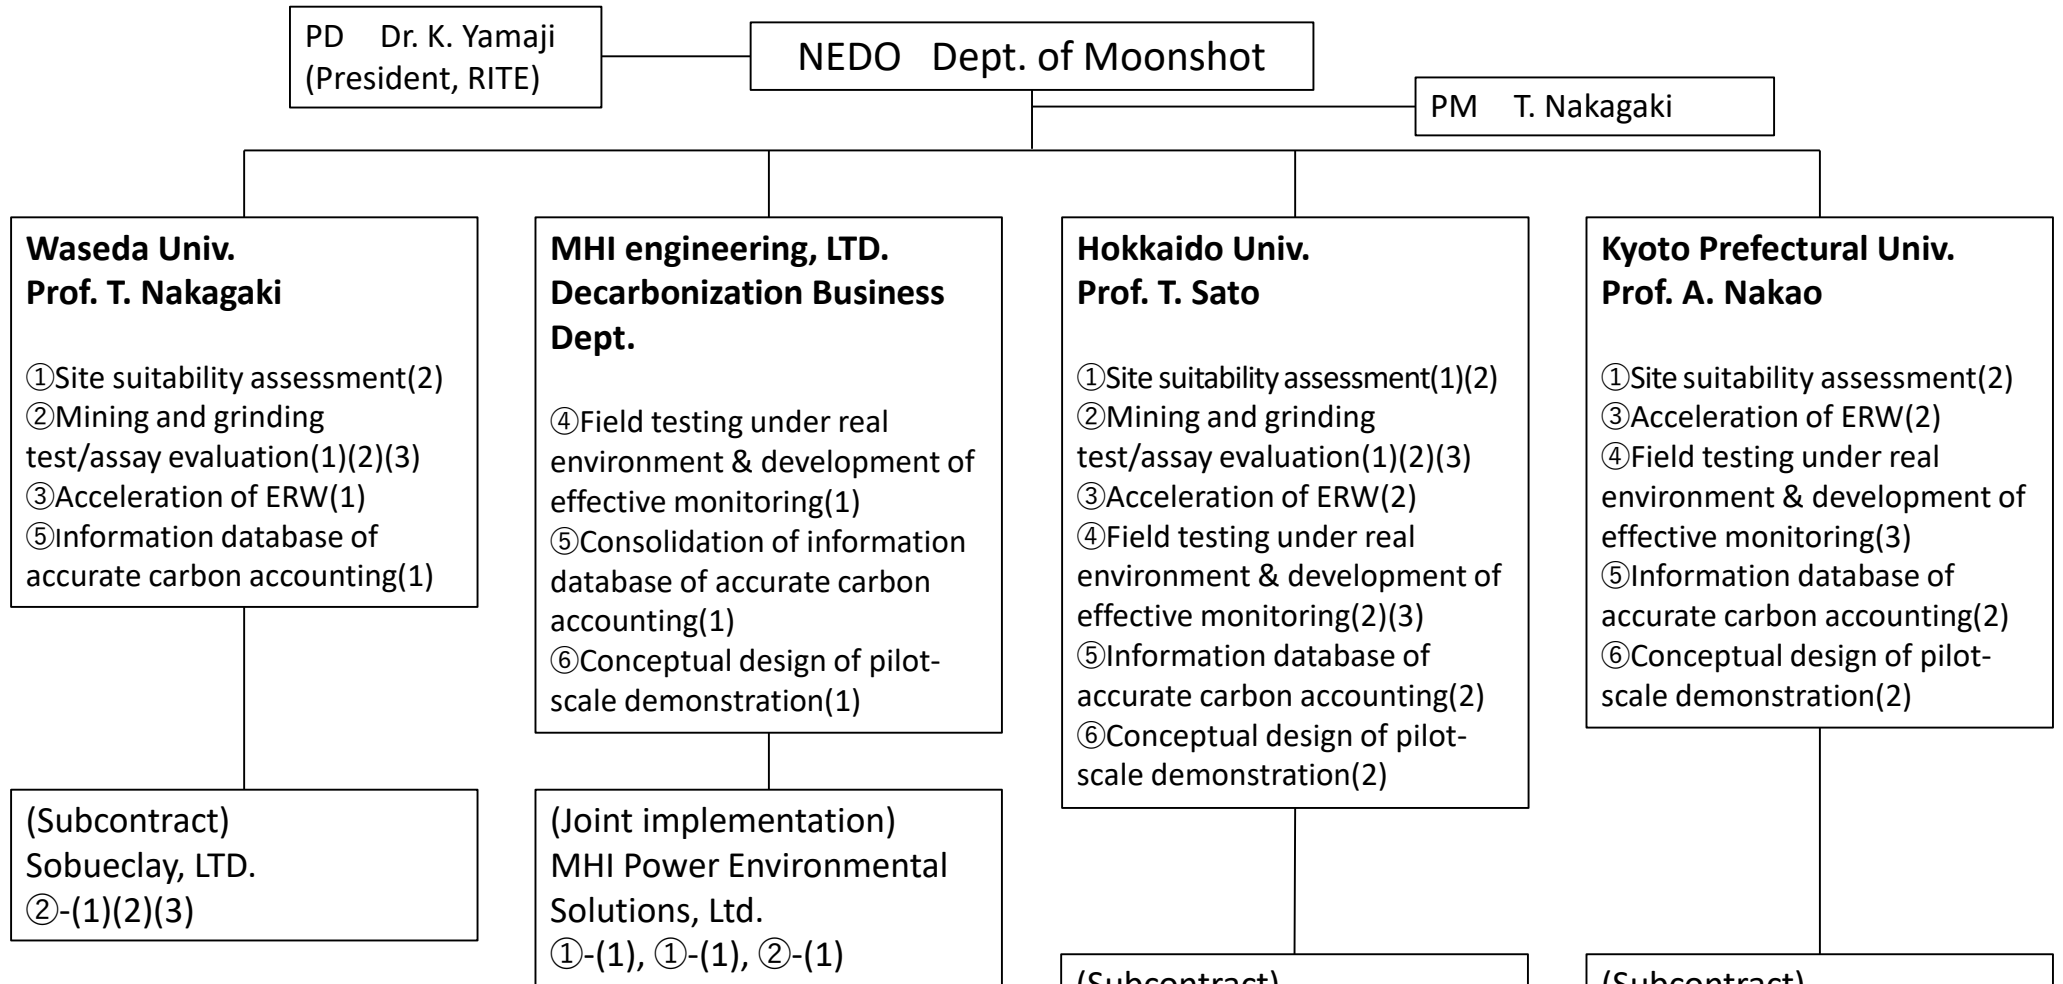 PD Dr. K. Yamaji
(President, RITE)
NEDO Dept. of Moonshot
PM T. Nakagaki
Waseda Univ.
Prof. T. Nakagaki
①Site suitability assessment(2)
②Mining and grinding
test/assay evaluation(1)(2)(3)
③Acceleration of ERW(1)
⑤Information database of
accurate carbon accounting(1)
MHI engineering, LTD.
Decarbonization Business
Dept.
④Field testing under real
environment & development of
effective monitoring(1)
⑤Consolidation of information
database of accurate carbon
accounting(1)
⑥Conceptual design of pilot-
scale demonstration(1)
Hokkaido Univ.
Prof. T. Sato
①Site suitability assessment(1)(2)
②Mining and grinding
test/assay evaluation(1)(2)(3)
③Acceleration of ERW(2)
④Field testing under real
environment & development of
effective monitoring(2)(3)
⑤Information database of
accurate carbon accounting(2)
⑥Conceptual design of pilot-
scale demonstration(2)
Kyoto Prefectural Univ.
Prof. A. Nakao
①Site suitability assessment(2)
③Acceleration of ERW(2)
④Field testing under real
environment & development of
effective monitoring(3)
⑤Information database of
accurate carbon accounting(2)
⑥Conceptual design of pilot-
scale demonstration(2)
(Subcontract)
Sobueclay, LTD.
②-(1)(2)(3)
(Joint implementation)
MHI Power Environmental
Solutions, Ltd.
①-(1), ①-(1), ②-(1)
(Subcontract)
(Subcontract)